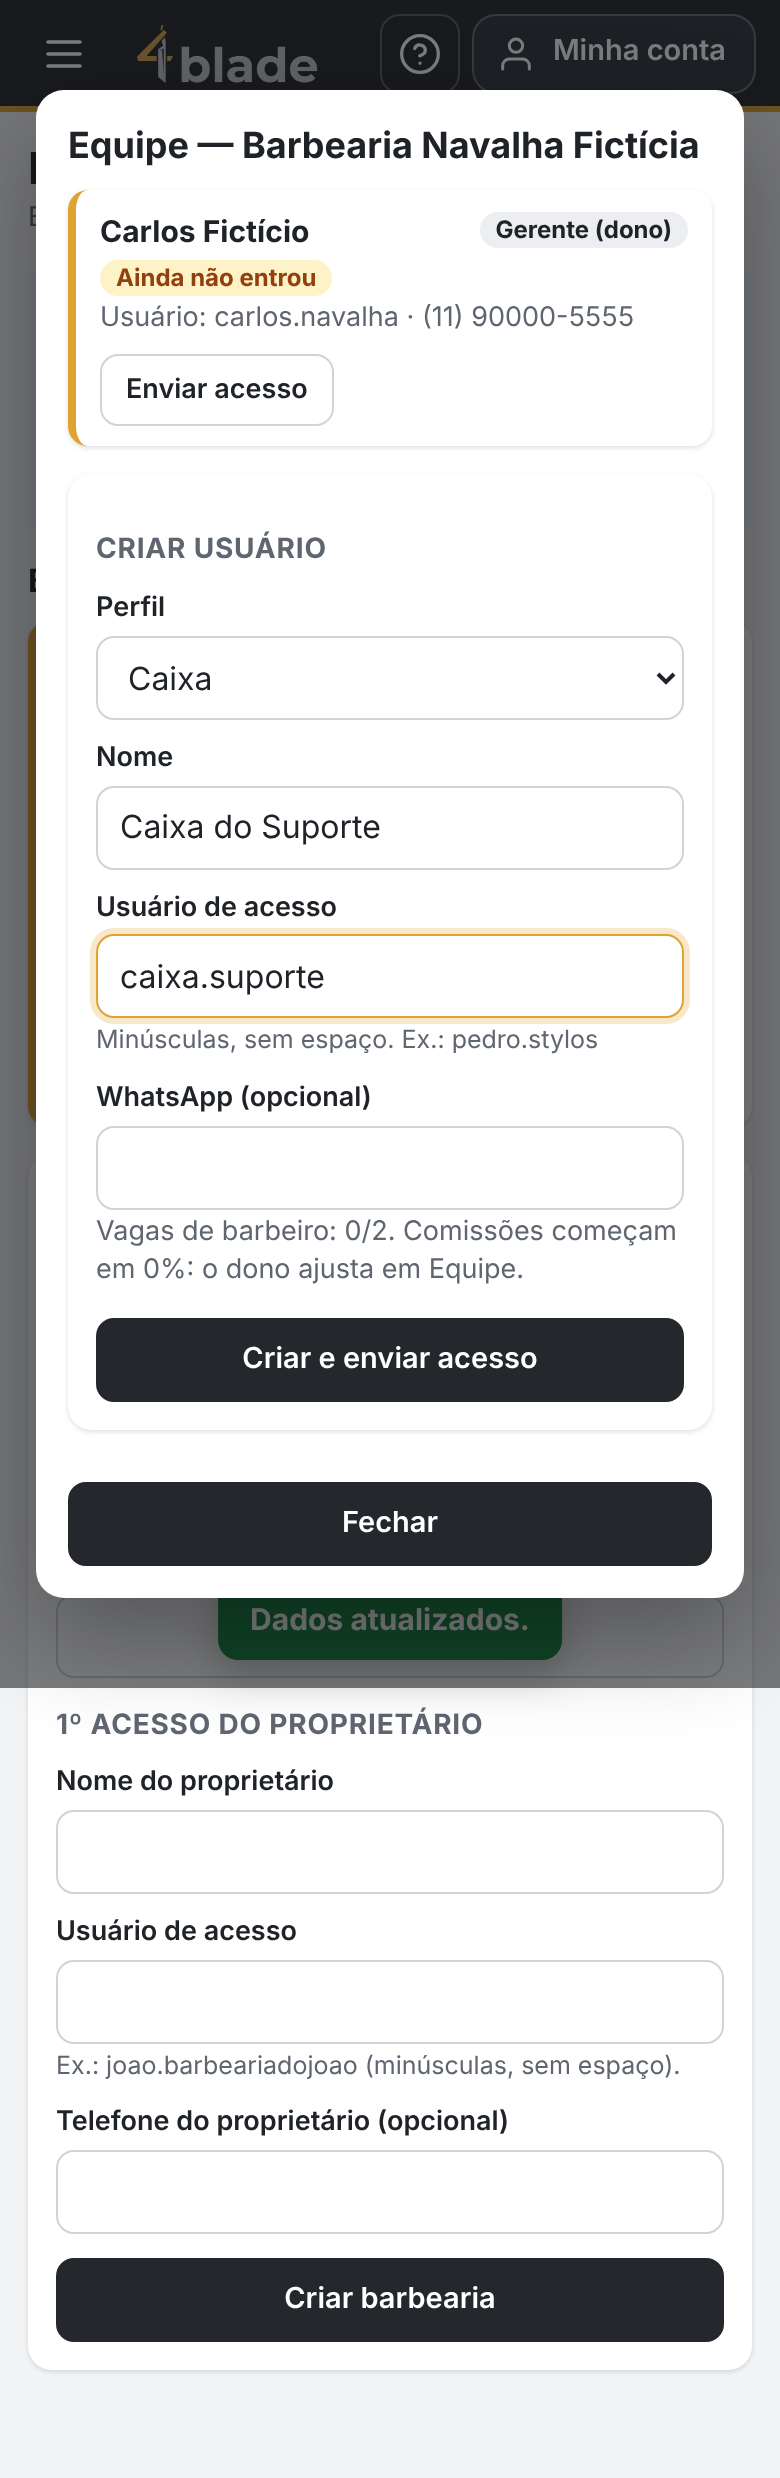 4blade
Minha conta
Equipe — Barbearia Navalha Fictícia
Carlos Fictício
Gerente (dono)
Ainda não entrou
Usuário: carlos.navalha · (11) 90000-5555
Enviar acesso
CRIAR USUÁRIO
Perfil
Caixa
Nome
Caixa do Suporte
Usuário de acesso
caixa.suporte
Minúsculas, sem espaço. Ex.: pedro.stylos
WhatsApp (opcional)
Vagas de barbeiro: 0/2. Comissões começam
em 0%: o dono ajusta em Equipe.
Criar e enviar acesso
Fechar
Dados atualizados.
1º ACESSO DO PROPRIETÁRIO
Nome do proprietário
Usuário de acesso
Ex.: joao.barbeariadojoao (minúsculas, sem espaço).
Telefone do proprietário (opcional)
Criar barbearia